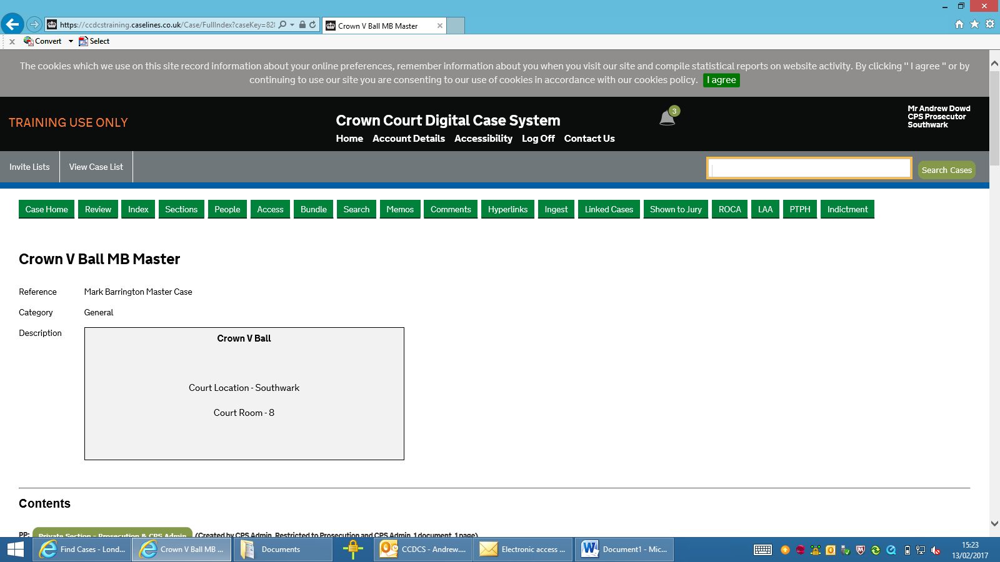 https://ccdcstraining.caselines.co.uk/Case/FullIndex?caseKey=828
Crown V Ball MB Master
Convert
Select
The cookies which we use on this site record information about your online preferences, remember information about you when you visit our site and compile statistical reports on website activity. By clicking " I agree " or by
continuing to use our site you are consenting to our use of cookies in accordance with our cookies policy. I agree
TRAINING USE ONLY
Crown Court Digital Case System
3
Mr Andrew Dowd
CPS Prosecutor
Southwark
Home Account Details Accessibility Log Off Contact Us
Invite Lists View Case List Search Cases
Case Home Review Index Sections People Access Bundle Search Memos Comments Hyperlinks Ingest Linked Cases Shown to Jury ROCA LAA PTPH Indictment
Crown V Ball MB Master
Reference Mark Barrington Master Case
Category General
Description
Crown V Ball
Court Location - Southwark
Court Room - 8
Contents
PP: Private Section - Prosecution & CPS Admin (Created by CPS Admin, Restricted to Prosecution and CPS Admin, 1 document, 1 page)
Find Cases - Lond... Crown V Ball MB ... Documents CCDCS - Andrew.... Electronic access ... Document1 - Mic...
15:23
13/02/2017